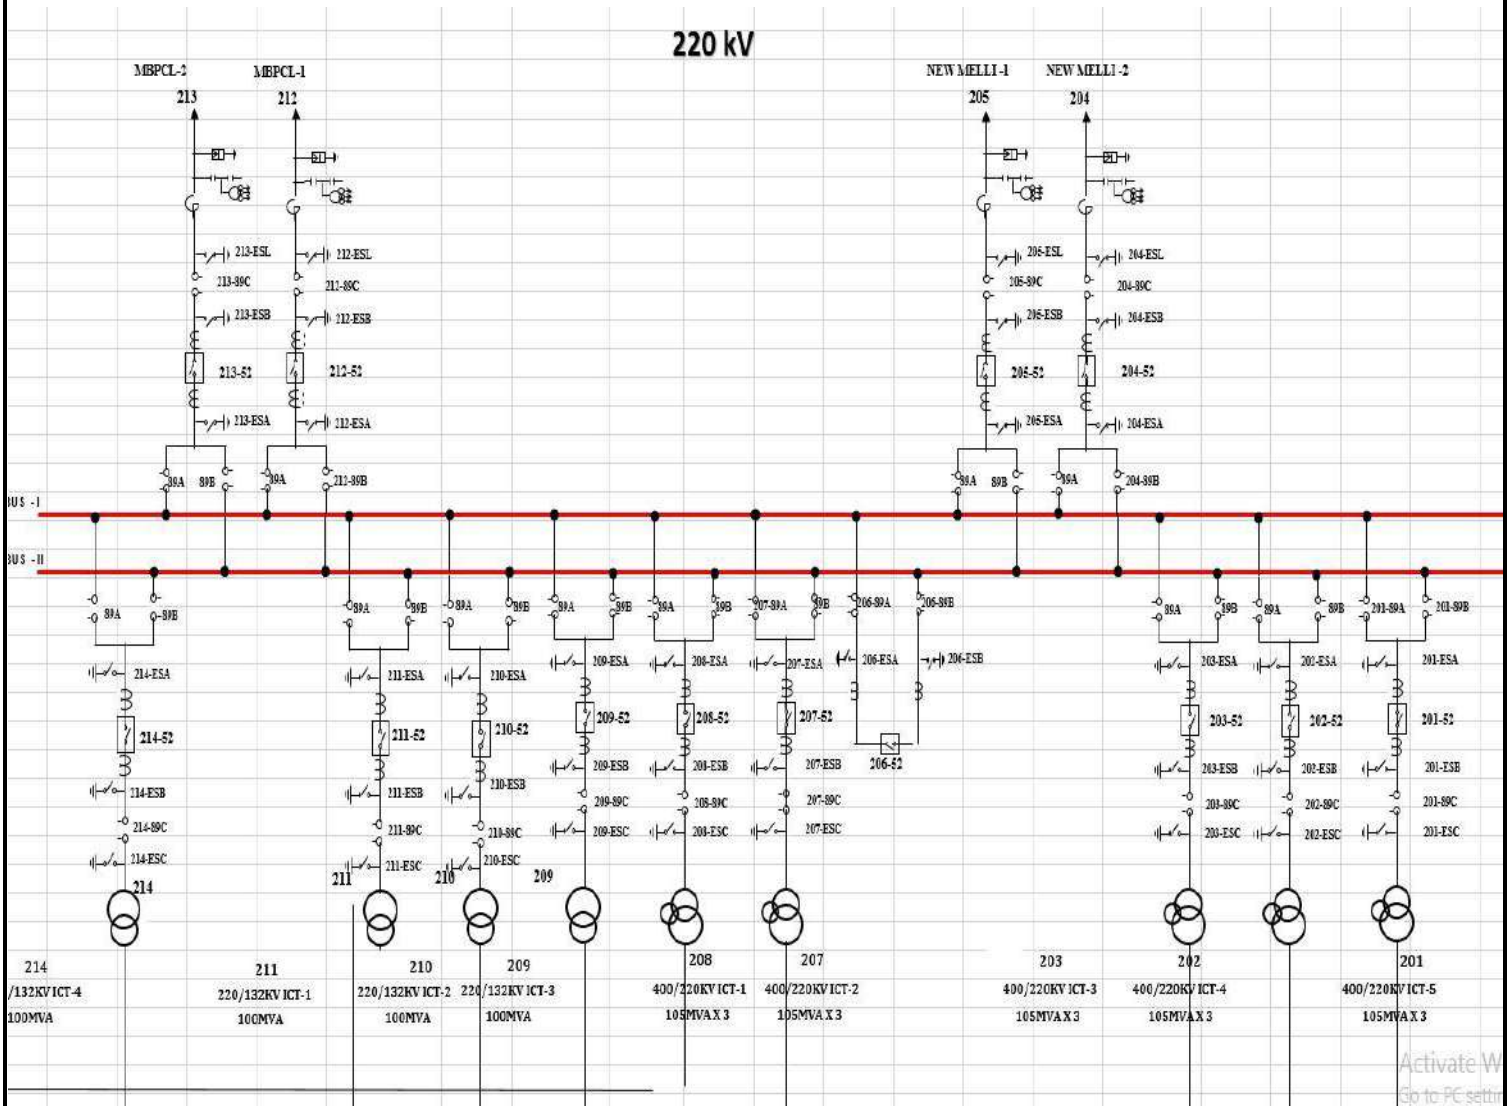 220 kV
MBPCL-2 MBPCL-1 NEW MELLI -1 NEW MELLI -2
213 212 205 204
213-ESL 212-ESL 205-ESL 204-ESL
213-89C 212-89C 205-89C 204-89C
213-ESB 212-ESB 205-ESB 204-ESB
213-52 212-52 205-52 204-52
213-ESA 212-ESA 205-ESA 204-ESA
89A 89B 89A 212-89B 89A 89B 89A 204-89B
BUS -I
BUS -II
89A 89B 89A 89B 89A 89B 89A 89B 89A 89B 207-89A 89B 206-89A 206-89B 89A 89B 89A 89B 201-89A 201-89B
214-ESA 211-ESA 210-ESA 209-ESA 208-ESA 207-ESA 206-ESA 206-ESB 203-ESA 202-ESA 201-ESA
214-52 211-52 210-52 209-52 208-52 207-52 206-52 203-52 202-52 201-52
214-ESB 211-ESB 210-ESB 209-ESB 208-ESB 207-ESB 203-ESB 202-ESB 201-ESB
214-89C 211-89C 210-89C 209-89C 208-89C 207-89C 203-89C 202-89C 201-89C
214-ESC 211-ESC 210-ESC 209-ESC 208-ESC 207-ESC 203-ESC 202-ESC 201-ESC
214 211 210 209
214 211 210 209 208 207 203 202 201
/132KV ICT-4 220/132KV ICT-1 220/132KV ICT-2 220/132KV ICT-3 400/220KV ICT-1 400/220KV ICT-2 400/220KV ICT-3 400/220KV ICT-4 400/220KV ICT-5
100MVA 100MVA 100MVA 100MVA 105MVA X 3 105MVA X 3 105MVA X 3 105MVA X 3 105MVA X 3
Activate W
Go to PC settin